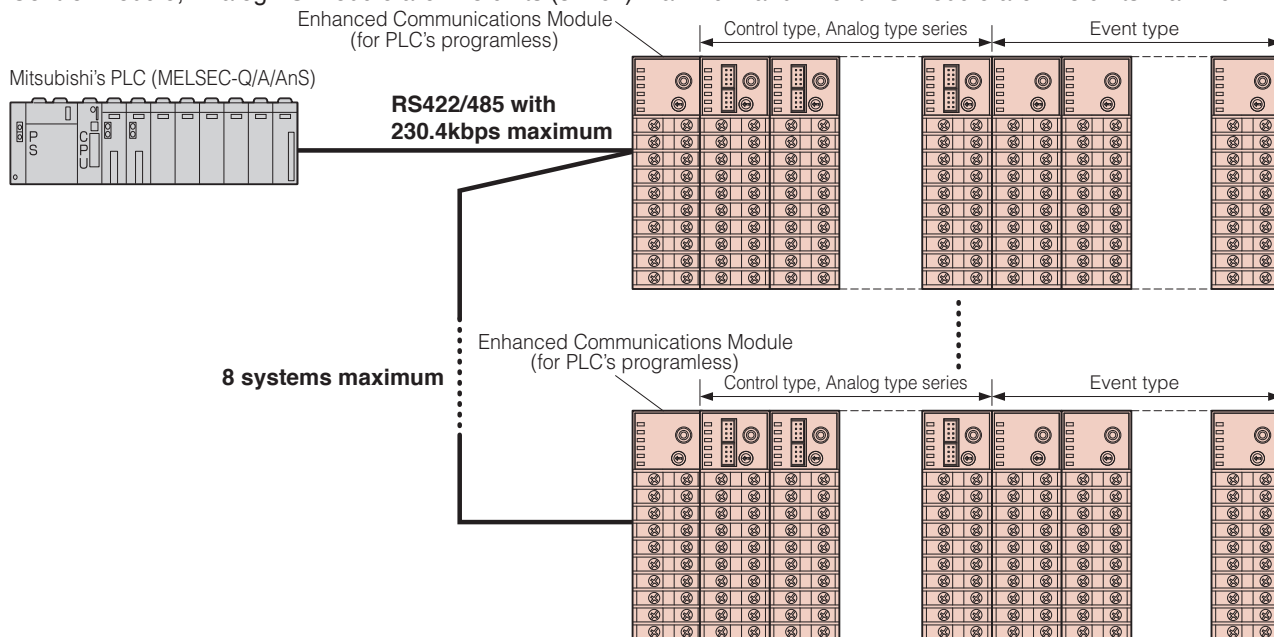 Enhanced Communications Module
(for PLC's programless)
Control type, Analog type series
Event type
Mitsubishi's PLC (MELSEC-Q/A/AnS)
RS422/485 with
230.4kbps maximum
P
S
C
P
U
8 systems maximum
Enhanced Communications Module
(for PLC's programless)
Control type, Analog type series
Event type